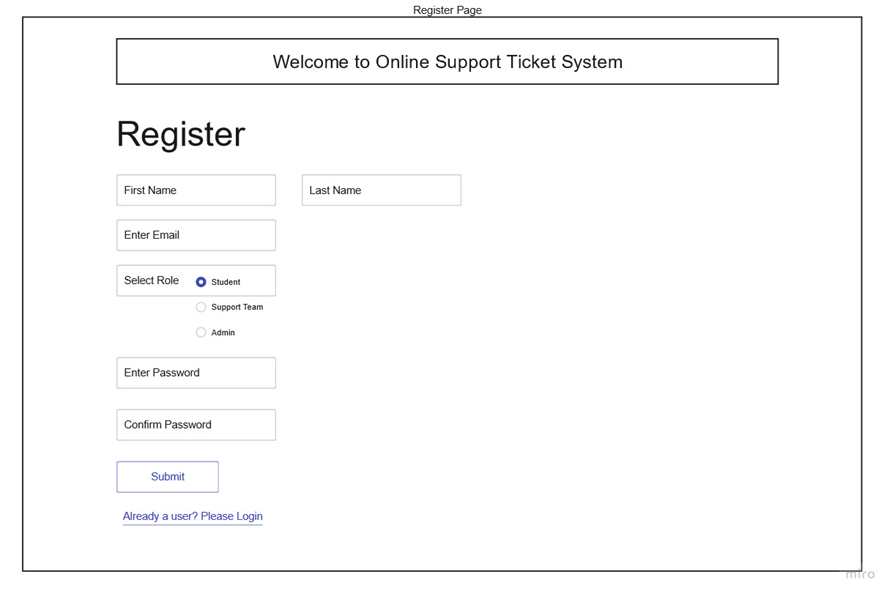 Register Page
Welcome to Online Support Ticket System
Register
First Name
Last Name
Enter Email
Select Role
Student
Support Team
Admin
Enter Password
Confirm Password
Submit
Already a user? Please Login
miro